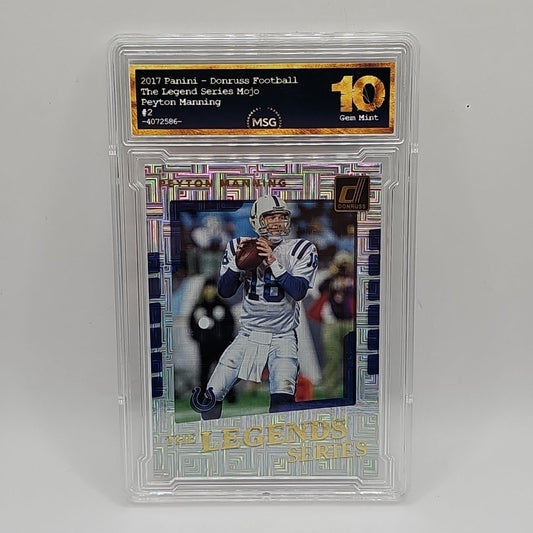 2017 Panini - Donruss Football
The Legend Series Mojo
Peyton Manning
#2
-4072586-
MSG
10
Gem Mint
PEYTON MANNING
DONRUSS
18
18
THE LEGENDS
SERIES